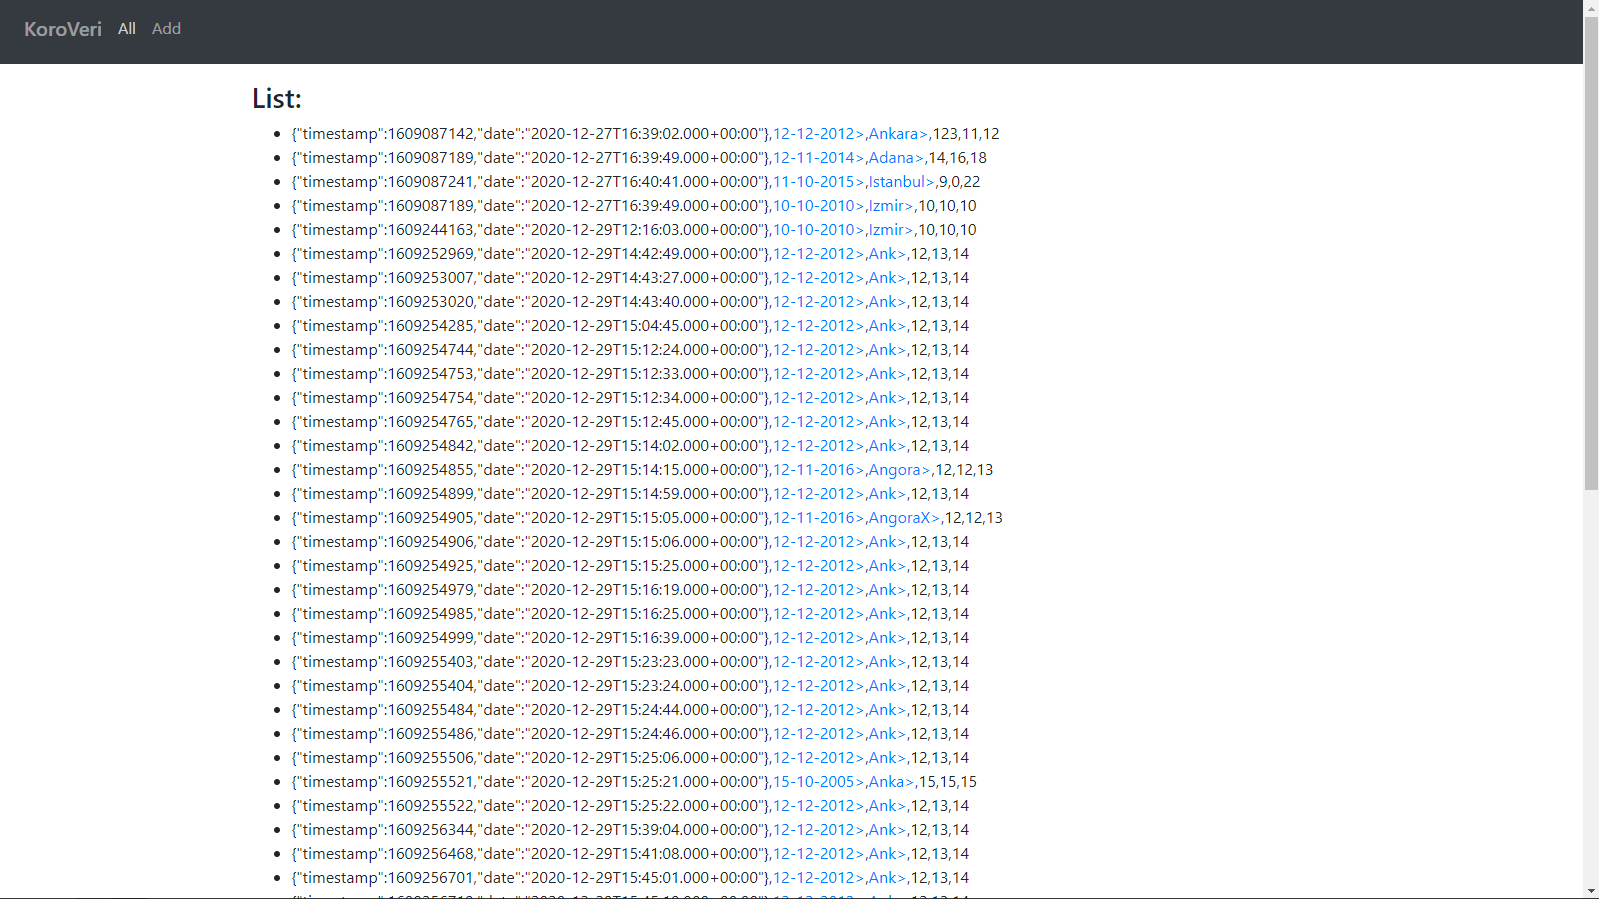 KoroVeri All Add
List:
{"timestamp":1609087142,"date":"2020-12-27T16:39:02.000+00:00"},12-12-2012>,Ankara>,123,11,12
{"timestamp":1609087189,"date":"2020-12-27T16:39:49.000+00:00"},12-11-2014>,Adana>,14,16,18
{"timestamp":1609087241,"date":"2020-12-27T16:40:41.000+00:00"},11-10-2015>,Istanbul>,9,0,22
{"timestamp":1609087189,"date":"2020-12-27T16:39:49.000+00:00"},10-10-2010>,Izmir>,10,10,10
{"timestamp":1609244163,"date":"2020-12-29T12:16:03.000+00:00"},10-10-2010>,Izmir>,10,10,10
{"timestamp":1609252969,"date":"2020-12-29T14:42:49.000+00:00"},12-12-2012>,Ank>,12,13,14
{"timestamp":1609253007,"date":"2020-12-29T14:43:27.000+00:00"},12-12-2012>,Ank>,12,13,14
{"timestamp":1609253020,"date":"2020-12-29T14:43:40.000+00:00"},12-12-2012>,Ank>,12,13,14
{"timestamp":1609254285,"date":"2020-12-29T15:04:45.000+00:00"},12-12-2012>,Ank>,12,13,14
{"timestamp":1609254744,"date":"2020-12-29T15:12:24.000+00:00"},12-12-2012>,Ank>,12,13,14
{"timestamp":1609254753,"date":"2020-12-29T15:12:33.000+00:00"},12-12-2012>,Ank>,12,13,14
{"timestamp":1609254754,"date":"2020-12-29T15:12:34.000+00:00"},12-12-2012>,Ank>,12,13,14
{"timestamp":1609254765,"date":"2020-12-29T15:12:45.000+00:00"},12-12-2012>,Ank>,12,13,14
{"timestamp":1609254842,"date":"2020-12-29T15:14:02.000+00:00"},12-12-2012>,Ank>,12,13,14
{"timestamp":1609254855,"date":"2020-12-29T15:14:15.000+00:00"},12-11-2016>,Angora>,12,12,13
{"timestamp":1609254899,"date":"2020-12-29T15:14:59.000+00:00"},12-12-2012>,Ank>,12,13,14
{"timestamp":1609254905,"date":"2020-12-29T15:15:05.000+00:00"},12-11-2016>,AngoraX>,12,12,13
{"timestamp":1609254906,"date":"2020-12-29T15:15:06.000+00:00"},12-12-2012>,Ank>,12,13,14
{"timestamp":1609254925,"date":"2020-12-29T15:15:25.000+00:00"},12-12-2012>,Ank>,12,13,14
{"timestamp":1609254979,"date":"2020-12-29T15:16:19.000+00:00"},12-12-2012>,Ank>,12,13,14
{"timestamp":1609254985,"date":"2020-12-29T15:16:25.000+00:00"},12-12-2012>,Ank>,12,13,14
{"timestamp":1609254999,"date":"2020-12-29T15:16:39.000+00:00"},12-12-2012>,Ank>,12,13,14
{"timestamp":1609255403,"date":"2020-12-29T15:23:23.000+00:00"},12-12-2012>,Ank>,12,13,14
{"timestamp":1609255404,"date":"2020-12-29T15:23:24.000+00:00"},12-12-2012>,Ank>,12,13,14
{"timestamp":1609255484,"date":"2020-12-29T15:24:44.000+00:00"},12-12-2012>,Ank>,12,13,14
{"timestamp":1609255486,"date":"2020-12-29T15:24:46.000+00:00"},12-12-2012>,Ank>,12,13,14
{"timestamp":1609255506,"date":"2020-12-29T15:25:06.000+00:00"},12-12-2012>,Ank>,12,13,14
{"timestamp":1609255521,"date":"2020-12-29T15:25:21.000+00:00"},15-10-2005>,Anka>,15,15,15
{"timestamp":1609255522,"date":"2020-12-29T15:25:22.000+00:00"},12-12-2012>,Ank>,12,13,14
{"timestamp":1609256344,"date":"2020-12-29T15:39:04.000+00:00"},12-12-2012>,Ank>,12,13,14
{"timestamp":1609256468,"date":"2020-12-29T15:41:08.000+00:00"},12-12-2012>,Ank>,12,13,14
{"timestamp":1609256701,"date":"2020-12-29T15:45:01.000+00:00"},12-12-2012>,Ank>,12,13,14